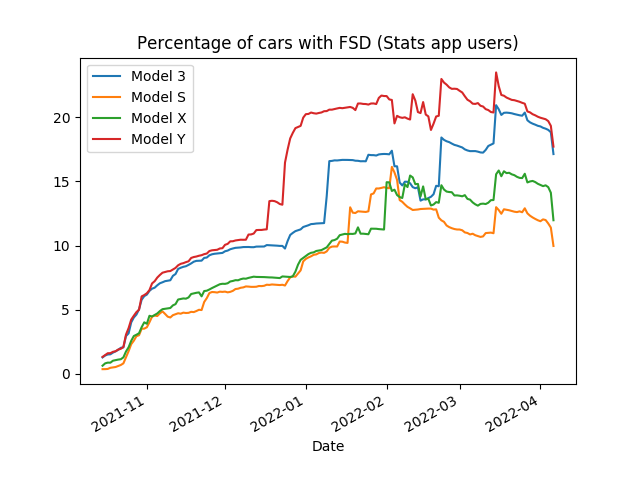 Percentage of cars with FSD (Stats app users)
Model 3
Model S
Model X
Model Y
20
15
10
5
0
2021-11
2021-12
2022-01
2022-02
2022-03
2022-04
Date